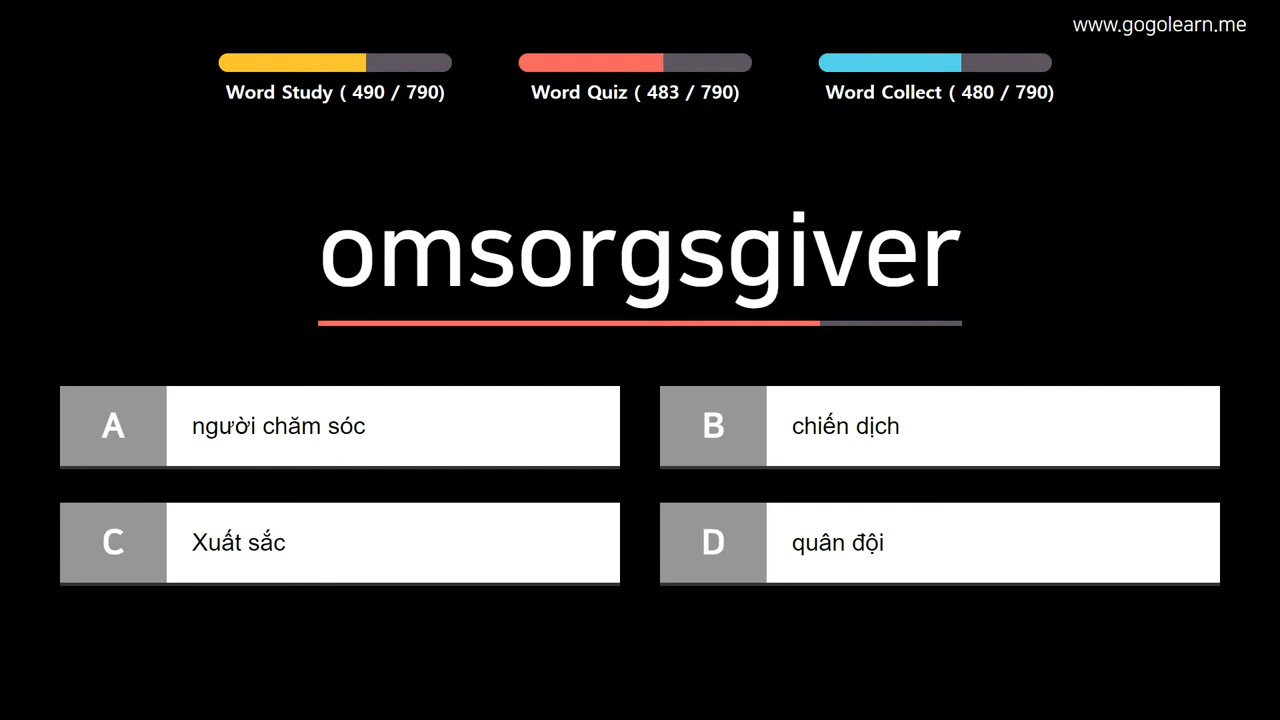 www.gogolearn.me
Word Study ( 490 / 790)
Word Quiz ( 483 / 790)
Word Collect ( 480 / 790)
omsorgsgiver
A người chăm sóc
B chiến dịch
C Xuất sắc
D quân đội